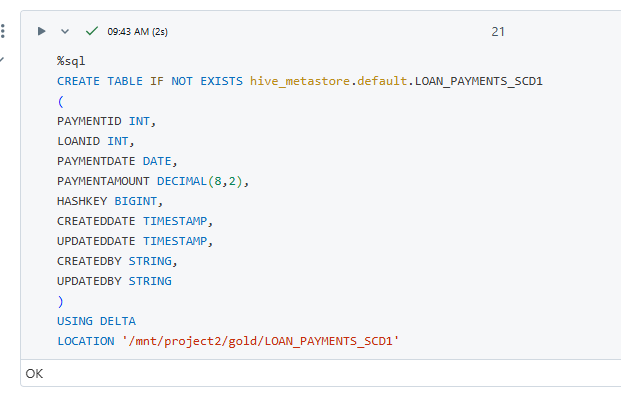 09:43 AM (2s)
21
%sql
CREATE TABLE IF NOT EXISTS hive_metastore.default.LOAN_PAYMENTS_SCD1
(
PAYMENTID INT,
LOANID INT,
PAYMENTDATE DATE,
PAYMENTAMOUNT DECIMAL(8,2),
HASHKEY BIGINT,
CREATEDDATE TIMESTAMP,
UPDATEDDATE TIMESTAMP,
CREATEDBY STRING,
UPDATEDBY STRING
)
USING DELTA
LOCATION '/mnt/project2/gold/LOAN_PAYMENTS_SCD1'
OK